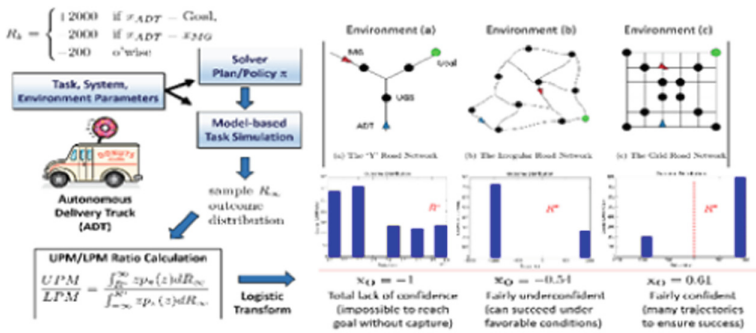 R_k = { +2000 if x_ADT = Goal,
-2000 if x_ADT = x_MG
-200 o'wise
Task, System,
Environment Parameters
Solver
Plan/Policy π
Model-based
Task Simulation
DONUTS
Autonomous
Delivery Truck
(ADT)
sample R∞
outcome
distribution
UPM/LPM Ratio Calculation
UPM/LPM =
Logistic
Transform
Environment (a)
MG
Goal
UGS
ADT
(a) The "Y" Road Network
R*
x_O = -1
Total lack of confidence
(impossible to reach
goal without capture)
Environment (b)
(b) The Irregular Road Network
R*
x_O = -0.54
Fairly underconfident
(can succeed under
favorable conditions)
Environment (c)
(c) The Grid Road Network
R*
x_O = 0.61
Fairly confident
(many trajectories
to ensure success)